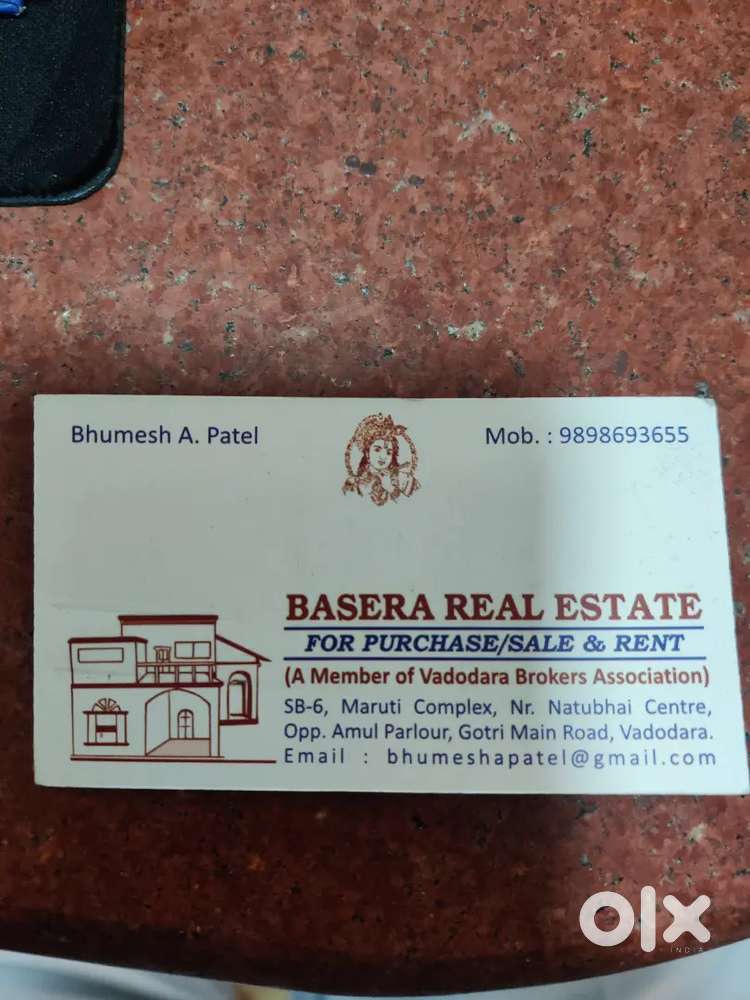 Bhumesh A. Patel
Mob. : 9898693655
BASERA REAL ESTATE
FOR PURCHASE/SALE & RENT
(A Member of Vadodara Brokers Association)
SB-6, Maruti Complex, Nr. Natubhai Centre,
Opp. Amul Parlour, Gotri Main Road, Vadodara.
Email : bhumeshapatel@gmail.com
olx
INDIA